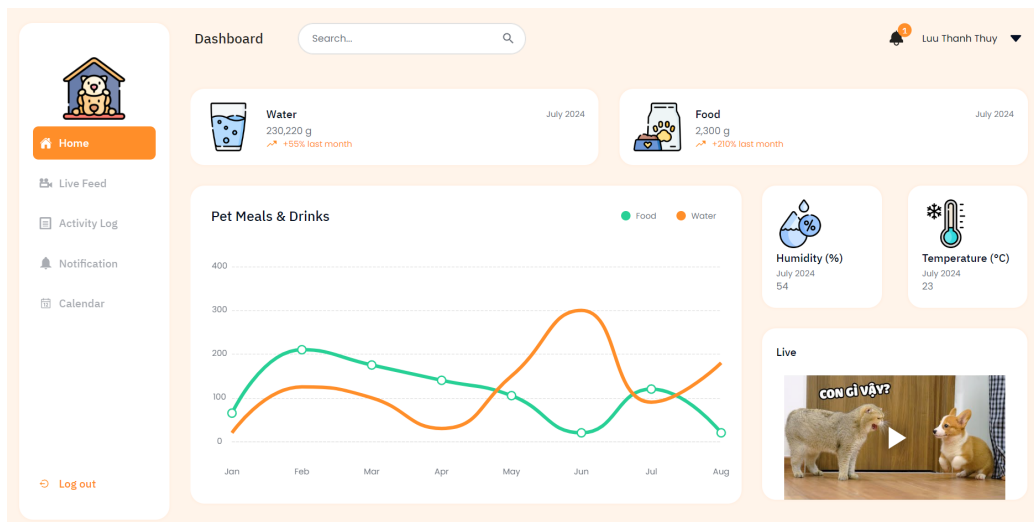 Dashboard
Search...
1
Luu Thanh Thuy
Home
Live Feed
Activity Log
Notification
Calendar
Log out
Water
July 2024
230,220 g
+55% last month
Food
July 2024
2,300 g
+210% last month
Pet Meals & Drinks
Food
Water
400
300
200
100
0
Jan
Feb
Mar
Apr
May
Jun
Jul
Aug
%
Humidity (%)
July 2024
54
Temperature (°C)
July 2024
23
Live
CON GÌ VẬY?